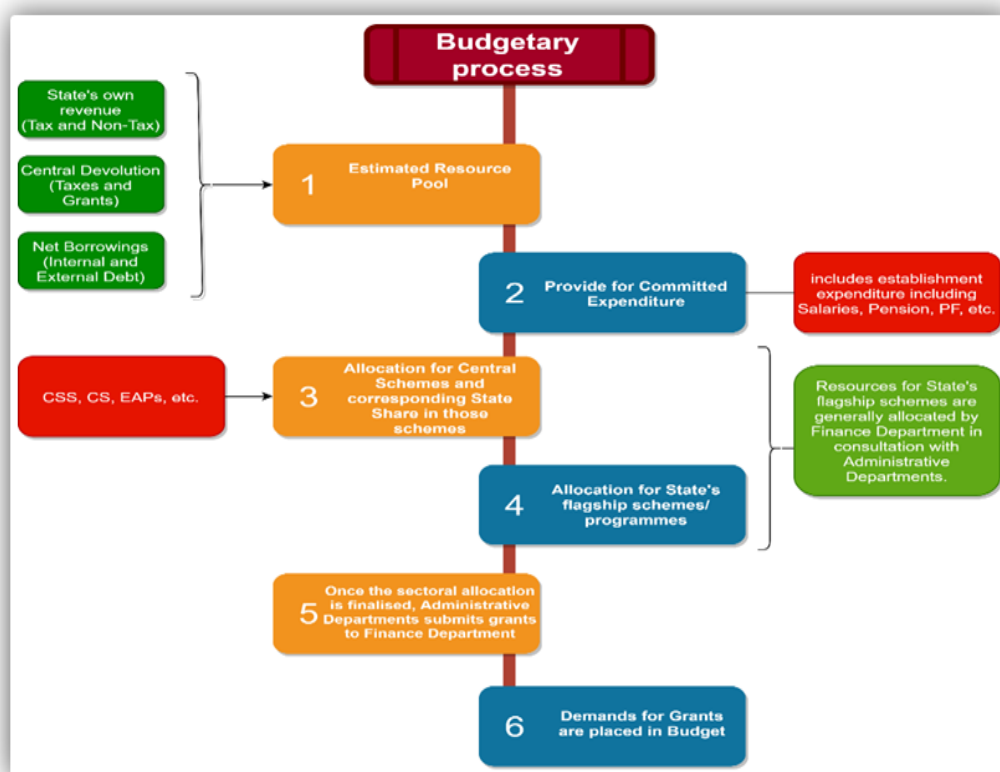 Budgetary
process
State's own
revenue
(Tax and Non-Tax)
Central Devolution
(Taxes and
Grants)
Net Borrowings
(Internal and
External Debt)
1
Estimated Resource
Pool
2
Provide for Committed
Expenditure
includes establishment
expenditure including
Salaries, Pension, PF, etc.
CSS, CS, EAPs, etc.
3
Allocation for Central
Schemes and
corresponding State
Share in those
schemes
Resources for State's
flagship schemes are
generally allocated by
Finance Department in
consultation with
Administrative
Departments.
4
Allocation for State's
flagship schemes/
programmes
5
Once the sectoral allocation
is finalised, Administrative
Departments submits grants
to Finance Department
6
Demands for Grants
are placed in Budget